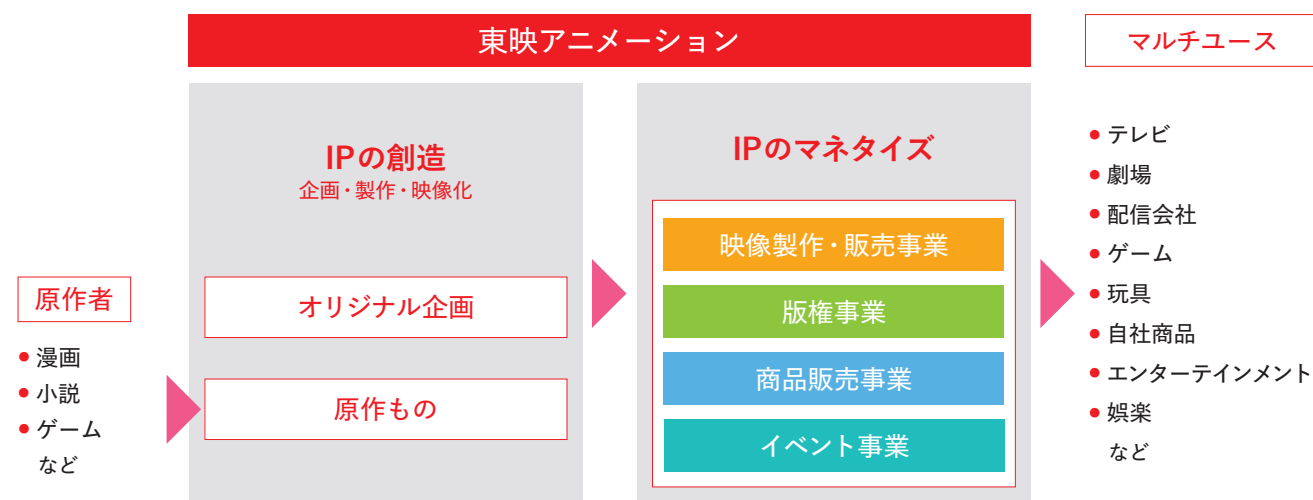 東映アニメーション
マルチユース
IPの創造
企画・製作・映像化
オリジナル企画
原作もの
原作者
● 漫画
● 小説
● ゲーム
など
IPのマネタイズ
映像製作・販売事業
版権事業
商品販売事業
イベント事業
● テレビ
● 劇場
● 配信会社
● ゲーム
● 玩具
● 自社商品
● エンターテインメント
● 娯楽
など